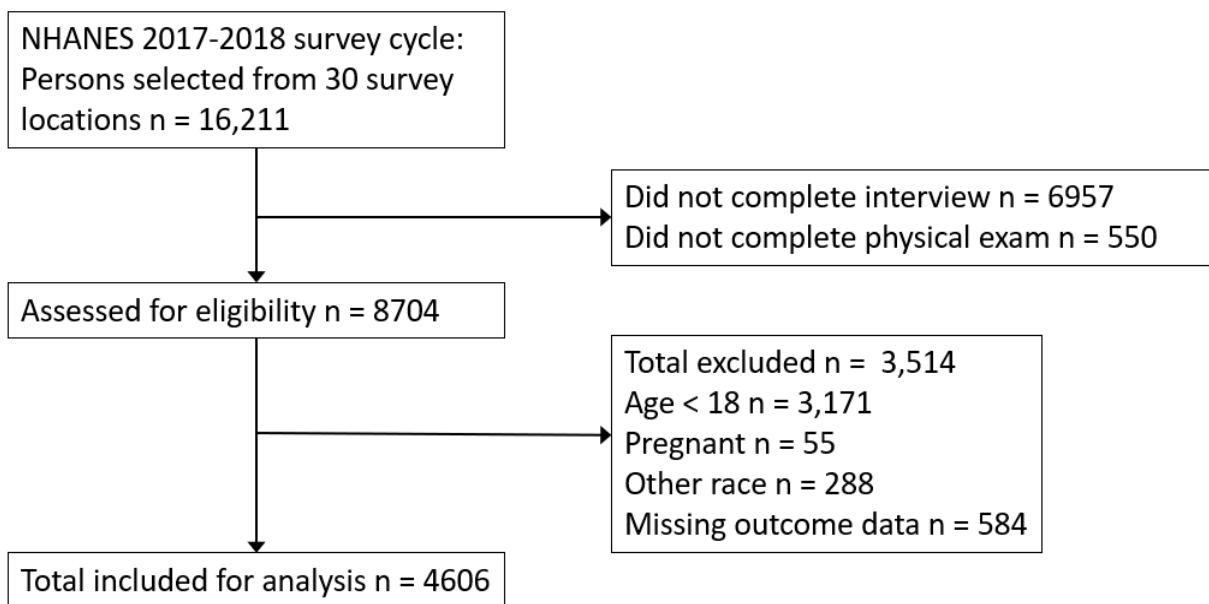 NHANES 2017-2018 survey cycle:
Persons selected from 30 survey
locations n = 16,211
Did not complete interview n = 6957
Did not complete physical exam n = 550
Assessed for eligibility n = 8704
Total excluded n =  3,514
Age < 18 n = 3,171
Pregnant n = 55
Other race n = 288
Missing outcome data n = 584
Total included for analysis n = 4606